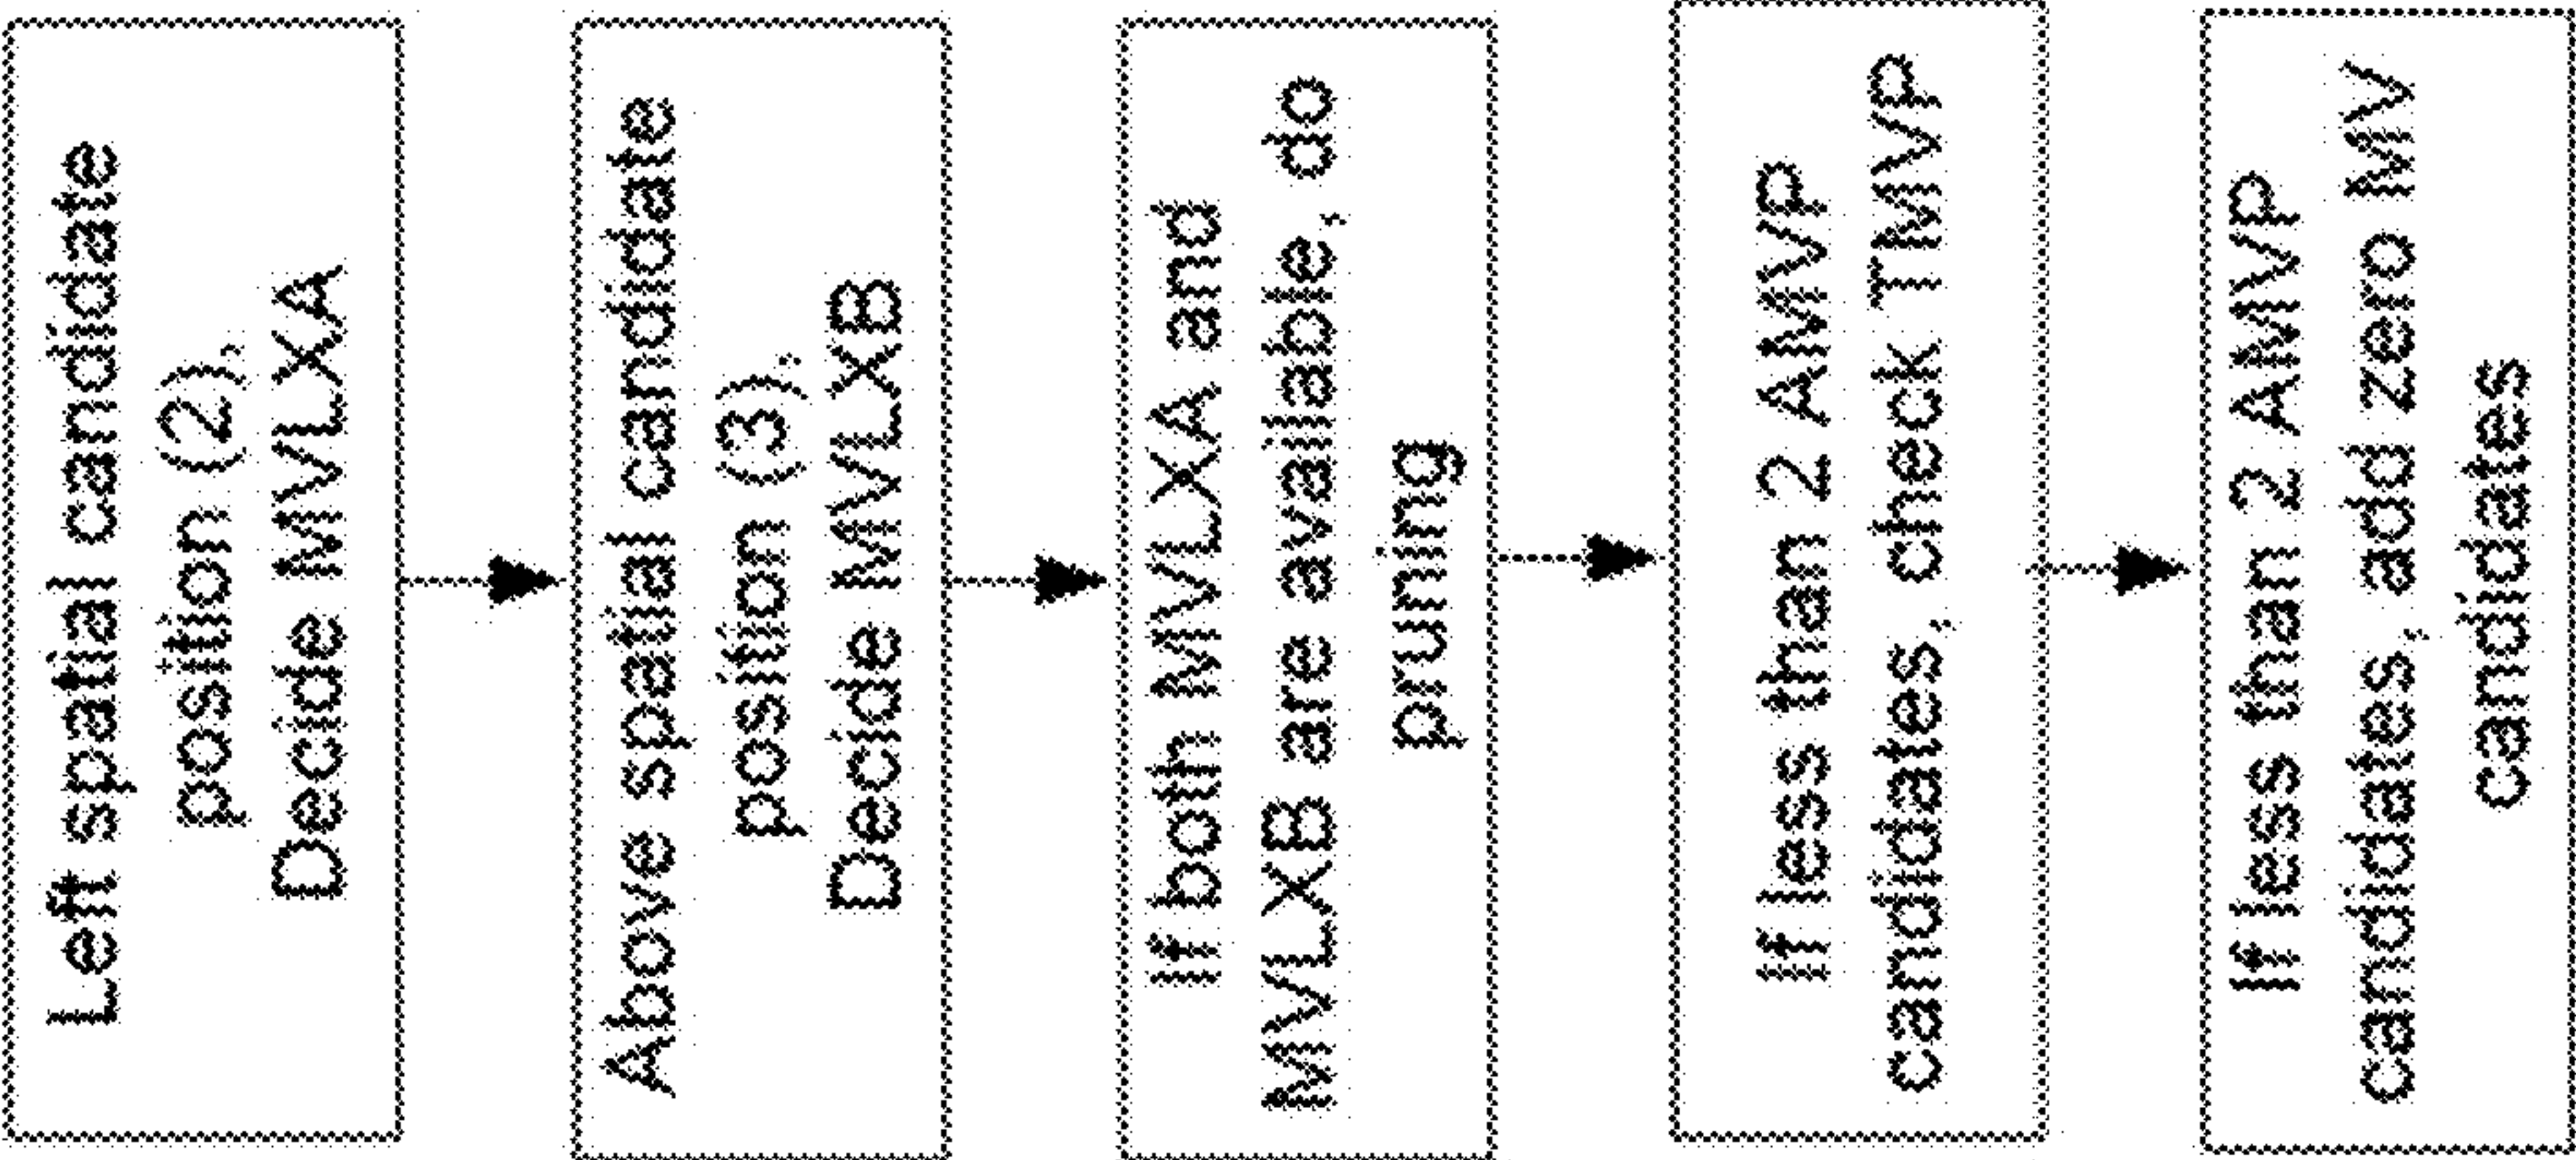 Left spatial candidate
position (2),
Decide MVLXA
Above spatial candidate
position (3),
Decide MVLXB
If both MVLXA and
MVLXB are available, do
pruning
If less than 2 AMVP
candidates, check TMVP
If less than 2 AMVP
candidates, add zero MV
candidates